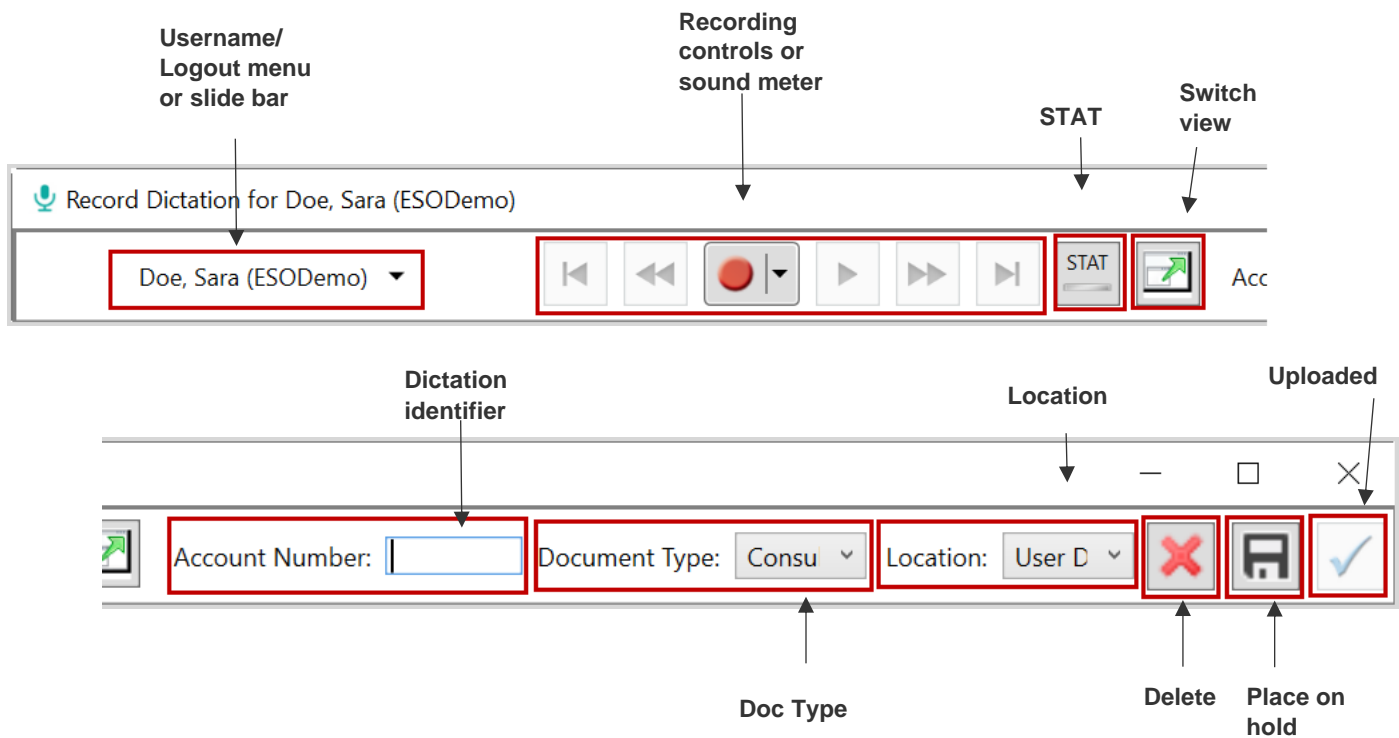 Username/
Logout menu
or slide bar
Recording
controls or
sound meter
STAT
Switch
view
Record Dictation for Doe, Sara (ESODemo)
Doe, Sara (ESODemo)
STAT
Acc
Dictation
identifier
Location
Uploaded
Account Number:
Document Type:
Consul
Location:
User D
Doc Type
Delete
Place on
hold